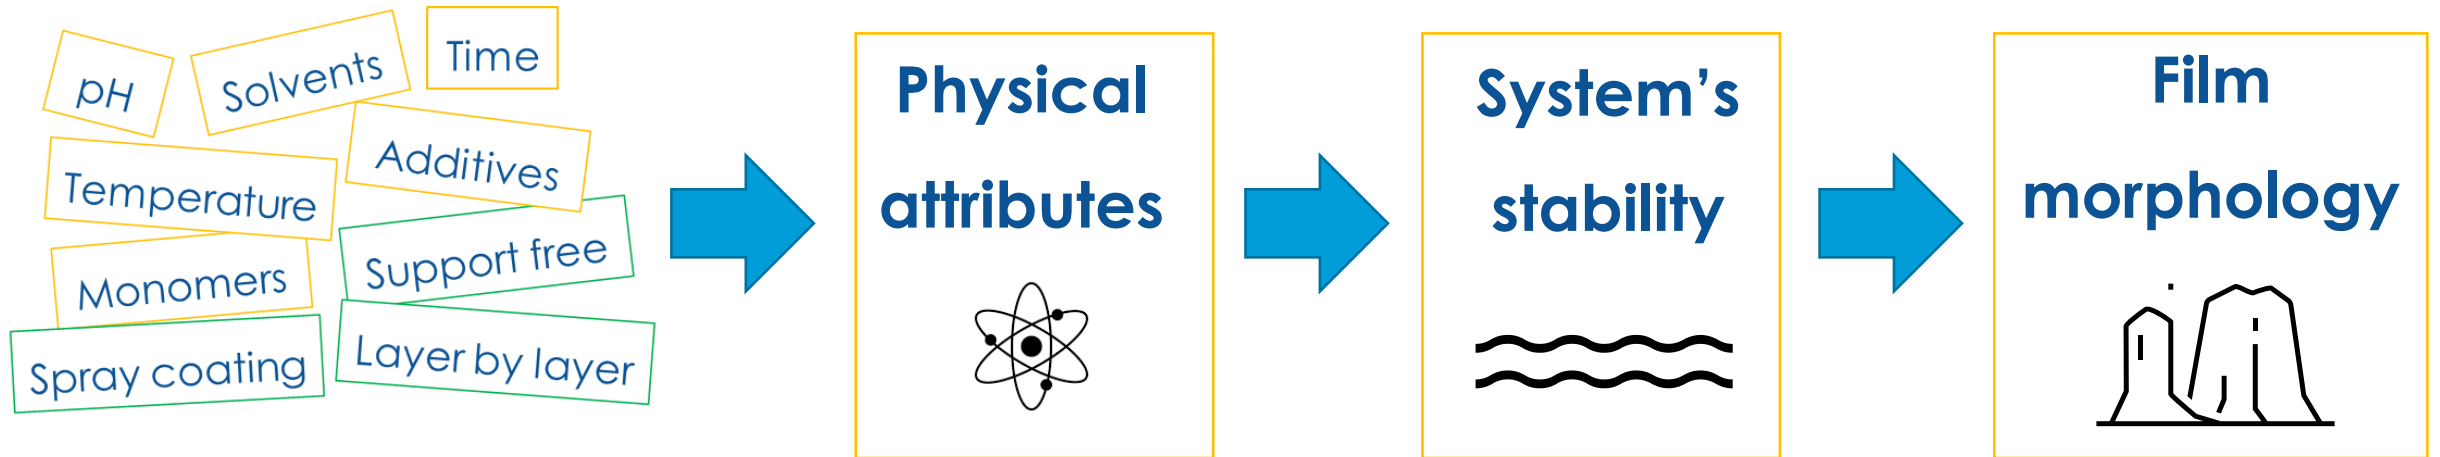 pH
Solvents
Time
Temperature
Additives
Monomers
Support free
Spray coating
Layer by layer
Physical
attributes
System’s
stability
Film
morphology